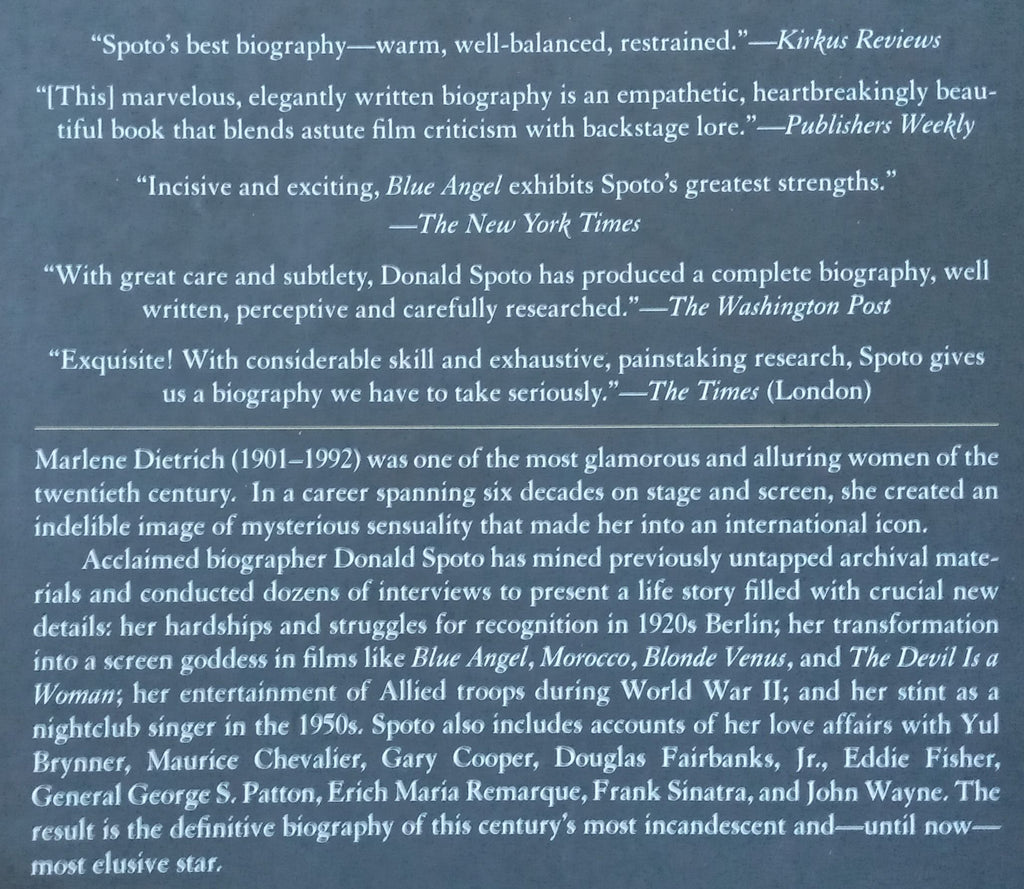 “Spoto’s best biography—warm, well-balanced, restrained.”—Kirkus Reviews
“[This] marvelous, elegantly written biography is an empathetic, heartbreakingly beau-
tiful book that blends astute film criticism with backstage lore.”—Publishers Weekly
“Incisive and exciting, Blue Angel exhibits Spoto’s greatest strengths.”
—The New York Times
“With great care and subtlety, Donald Spoto has produced a complete biography, well
written, perceptive and carefully researched.”—The Washington Post
“Exquisite! With considerable skill and exhaustive, painstaking research, Spoto gives
us a biography we have to take seriously.”—The Times (London)
Marlene Dietrich (1901–1992) was one of the most glamorous and alluring women of the
twentieth century. In a career spanning six decades on stage and screen, she created an
indelible image of mysterious sensuality that made her into an international icon.
Acclaimed biographer Donald Spoto has mined previously untapped archival mate-
rials and conducted dozens of interviews to present a life story filled with crucial new
details: her hardships and struggles for recognition in 1920s Berlin; her transformation
into a screen goddess in films like Blue Angel, Morocco, Blonde Venus, and The Devil Is a
Woman; her entertainment of Allied troops during World War II; and her stint as a
nightclub singer in the 1950s. Spoto also includes accounts of her love affairs with Yul
Brynner, Maurice Chevalier, Gary Cooper, Douglas Fairbanks, Jr., Eddie Fisher,
General George S. Patton, Erich Maria Remarque, Frank Sinatra, and John Wayne. The
result is the definitive biography of this century’s most incandescent and—until now—
most elusive star.